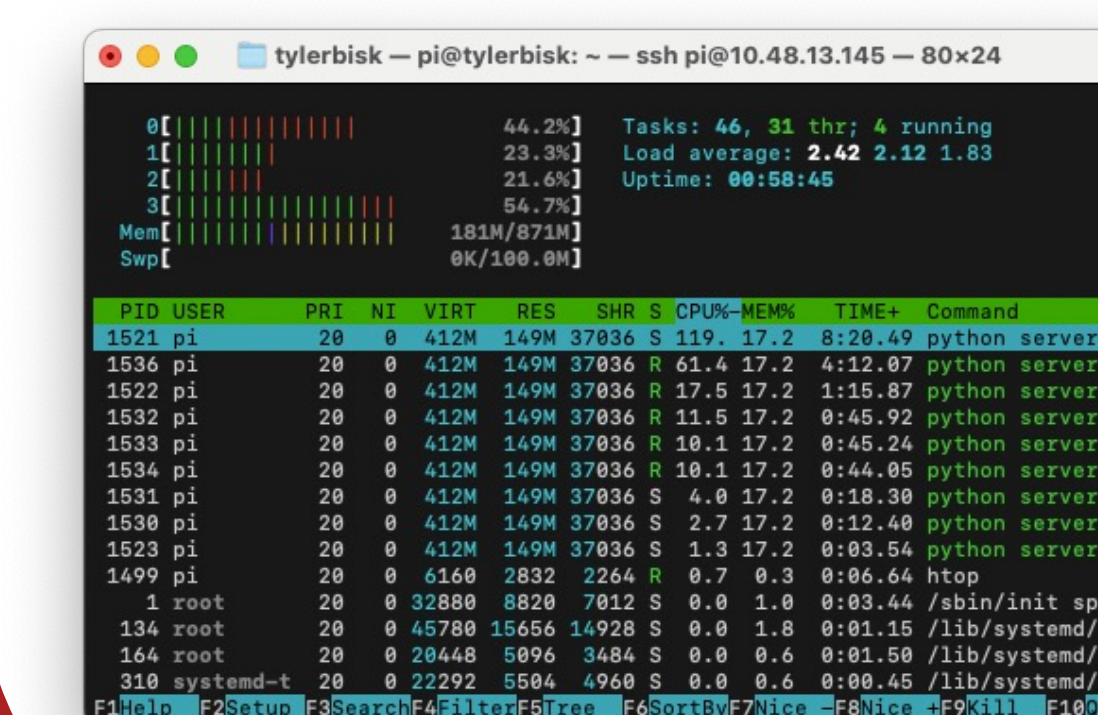 tylerbisk — pi@tylerbisk: ~ — ssh pi@10.48.13.145 — 80×24
0[||||||||||||||| 44.2%] Tasks: 46, 31 thr; 4 running
1[|||||||| 23.3%] Load average: 2.42 2.12 1.83
2[||||||| 21.6%] Uptime: 00:58:45
3[|||||||||||||||||| 54.7%]
Mem[|||||||||||||||||| 181M/871M]
Swp[ 0K/100.0M]
PID USER PRI NI VIRT RES SHR S CPU%-MEM% TIME+ Command
1521 pi 20 0 412M 149M 37036 S 119. 17.2 8:20.49 python server
1536 pi 20 0 412M 149M 37036 R 61.4 17.2 4:12.07 python server
1522 pi 20 0 412M 149M 37036 R 17.5 17.2 1:15.87 python server
1532 pi 20 0 412M 149M 37036 R 11.5 17.2 0:45.92 python server
1533 pi 20 0 412M 149M 37036 R 10.1 17.2 0:45.24 python server
1534 pi 20 0 412M 149M 37036 R 10.1 17.2 0:44.05 python server
1531 pi 20 0 412M 149M 37036 S 4.0 17.2 0:18.30 python server
1530 pi 20 0 412M 149M 37036 S 2.7 17.2 0:12.40 python server
1523 pi 20 0 412M 149M 37036 S 1.3 17.2 0:03.54 python server
1499 pi 20 0 6160 2832 2264 R 0.7 0.3 0:06.64 htop
1 root 20 0 32880 8820 7012 S 0.0 1.0 0:03.44 /sbin/init sp
134 root 20 0 45780 15656 14928 S 0.0 1.8 0:01.15 /lib/systemd/
164 root 20 0 20448 5096 3484 S 0.0 0.6 0:01.50 /lib/systemd/
310 systemd-t 20 0 22292 5504 4960 S 0.0 0.6 0:00.45 /lib/systemd/
F1Help F2Setup F3SearchF4FilterF5Tree F6SortByF7Nice -F8Nice +F9Kill F10Q